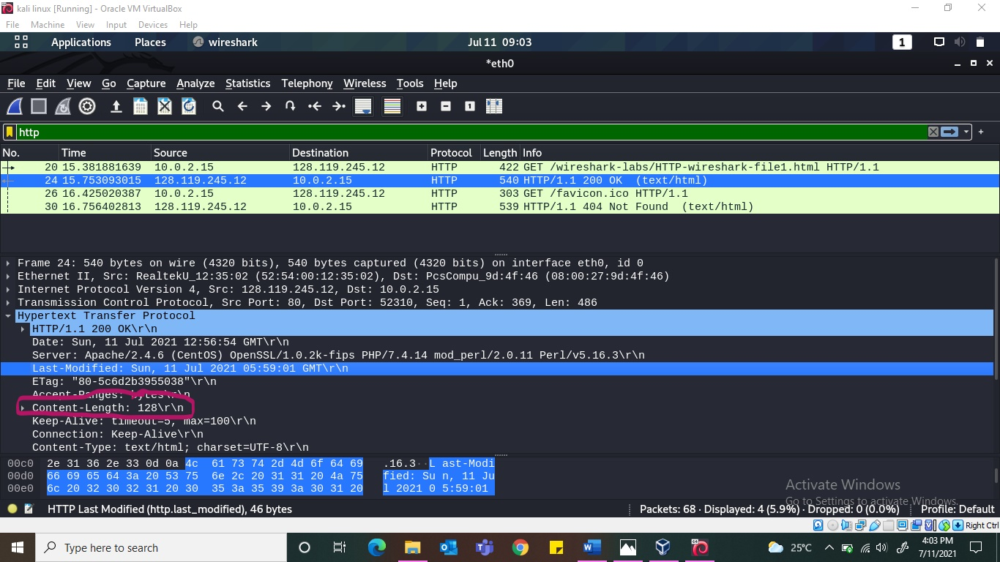 kali linux [Running] - Oracle VM VirtualBox
File Machine View Input Devices Help
Applications Places wireshark Jul 11 09:03 1
*eth0
File Edit View Go Capture Analyze Statistics Telephony Wireless Tools Help
http
No. Time Source Destination Protocol Length Info
20 15.381881639 10.0.2.15 128.119.245.12 HTTP 422 GET /wireshark-labs/HTTP-wireshark-file1.html HTTP/1.1
24 15.753093015 128.119.245.12 10.0.2.15 HTTP 540 HTTP/1.1 200 OK (text/html)
26 16.425020387 10.0.2.15 128.119.245.12 HTTP 303 GET /favicon.ico HTTP/1.1
30 16.756402813 128.119.245.12 10.0.2.15 HTTP 539 HTTP/1.1 404 Not Found (text/html)
Frame 24: 540 bytes on wire (4320 bits), 540 bytes captured (4320 bits) on interface eth0, id 0
Ethernet II, Src: RealtekU_12:35:02 (52:54:00:12:35:02), Dst: PcsCompu_9d:4f:46 (08:00:27:9d:4f:46)
Internet Protocol Version 4, Src: 128.119.245.12, Dst: 10.0.2.15
Transmission Control Protocol, Src Port: 80, Dst Port: 52310, Seq: 1, Ack: 369, Len: 486
Hypertext Transfer Protocol
HTTP/1.1 200 OK\r\n
Date: Sun, 11 Jul 2021 12:56:54 GMT\r\n
Server: Apache/2.4.6 (CentOS) OpenSSL/1.0.2k-fips PHP/7.4.14 mod_perl/2.0.11 Perl/v5.16.3\r\n
Last-Modified: Sun, 11 Jul 2021 05:59:01 GMT\r\n
ETag: "80-5c6d2b3955038"\r\n
Accept-Ranges: bytes\r\n
Content-Length: 128\r\n
Keep-Alive: timeout=5, max=100\r\n
Connection: Keep-Alive\r\n
Content-Type: text/html; charset=UTF-8\r\n
00c0 2e 31 36 2e 33 0d 0a 4c 61 73 74 2d 4d 6f 64 69 .16.3··L ast-Modi
00d0 66 69 65 64 3a 20 53 75 6e 2c 20 31 31 20 4a 75 fied: Su n, 11 Ju
00e0 6c 20 32 30 32 31 20 30 35 3a 35 39 3a 30 31 20 l 2021 0 5:59:01
Activate Windows
Go to Settings to activate Windows.
HTTP Last Modified (http.last_modified), 46 bytes Packets: 68 · Displayed: 4 (5.9%) · Dropped: 0 (0.0%) Profile: Default
Right Ctrl
Type here to search 25°C 4:03 PM
7/11/2021